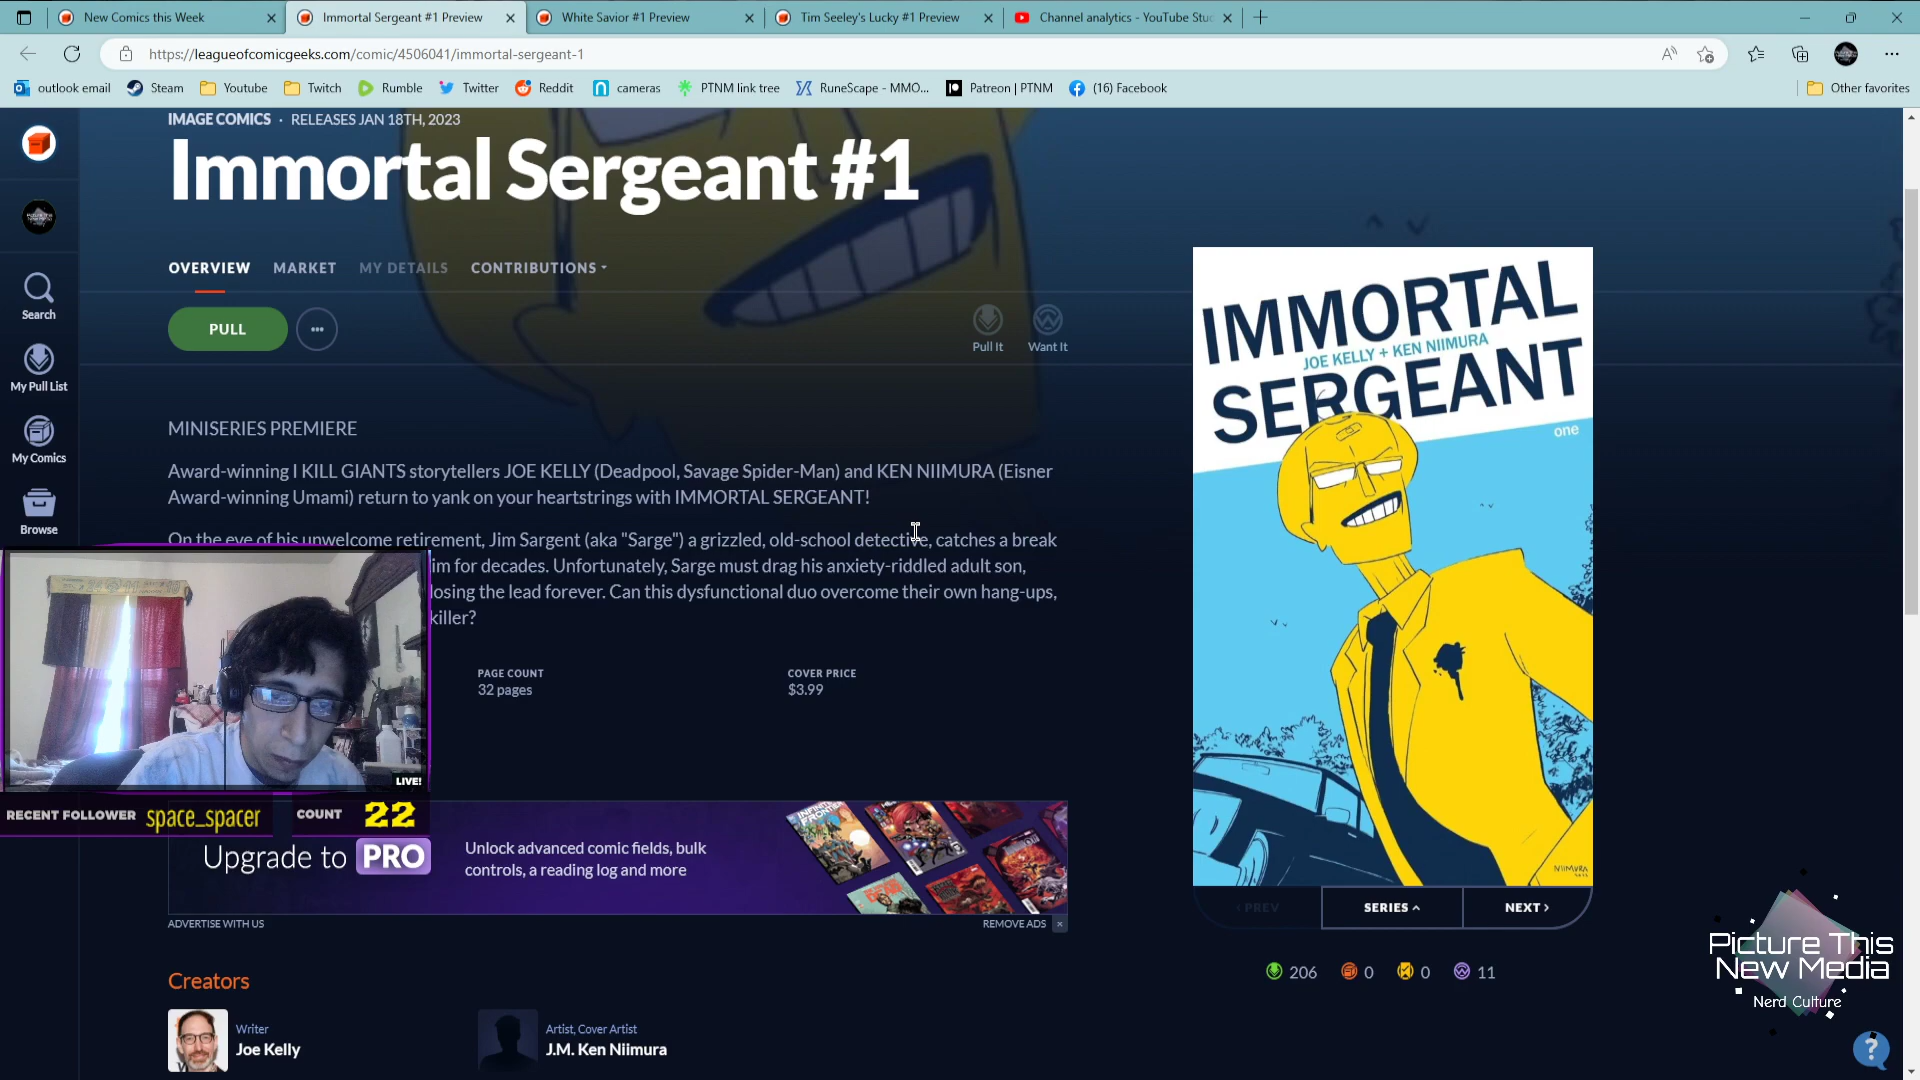 New Comics this Week
Immortal Sergeant #1 Preview
White Savior #1 Preview
Tim Seeley's Lucky #1 Preview
Channel analytics - YouTube Stu
https://leagueofcomicgeeks.com/comic/4506041/immortal-sergeant-1
outlook email
Steam
Youtube
Twitch
Rumble
Twitter
Reddit
cameras
PTNM link tree
RuneScape - MMO...
Patreon | PTNM
(16) Facebook
Other favorites
IMAGE COMICS · RELEASES JAN 18TH, 2023
Immortal Sergeant #1
OVERVIEW
MARKET
MY DETAILS
CONTRIBUTIONS
PULL
Pull It
Want It
Search
My Pull List
My Comics
Browse
MINISERIES PREMIERE
Award-winning I KILL GIANTS storytellers JOE KELLY (Deadpool, Savage Spider-Man) and KEN NIIMURA (Eisner
Award-winning Umami) return to yank on your heartstrings with IMMORTAL SERGEANT!
On the eve of his unwelcome retirement, Jim Sargent (aka "Sarge") a grizzled, old-school detective, catches a break
im for decades. Unfortunately, Sarge must drag his anxiety-riddled adult son,
losing the lead forever. Can this dysfunctional duo overcome their own hang-ups,
killer?
PAGE COUNT
32 pages
COVER PRICE
$3.99
LIVE!
RECENT FOLLOWER space_spacer COUNT 22
Upgrade to PRO
Unlock advanced comic fields, bulk
controls, a reading log and more
ADVERTISE WITH US
REMOVE ADS ×
Creators
Writer
Joe Kelly
Artist, Cover Artist
J.M. Ken Niimura
IMMORTAL
JOE KELLY + KEN NIIMURA
SERGEANT
one
NIIMURA
‹ PREV
SERIES
NEXT ›
206
0
0
11
Picture This
New Media
Nerd Culture
?